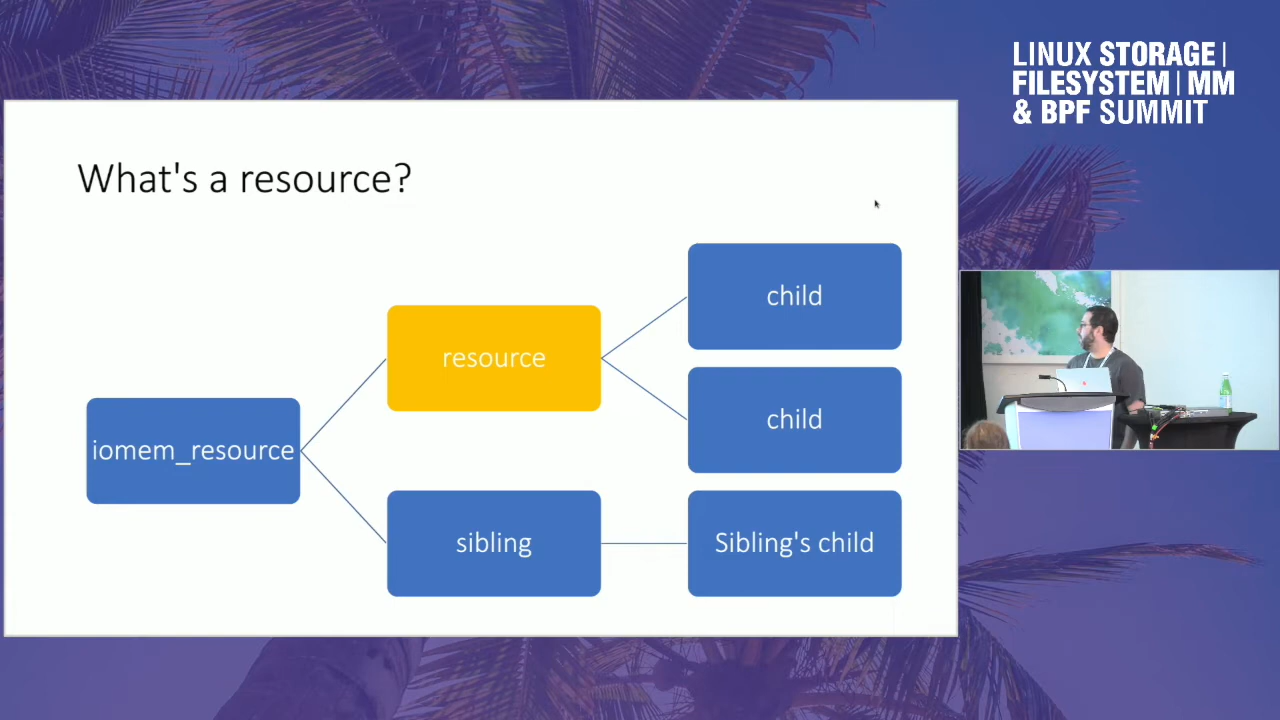 LINUX STORAGE |
FILESYSTEM | MM
& BPF SUMMIT
What's a resource?
child
resource
child
iomem_resource
sibling
Sibling's child